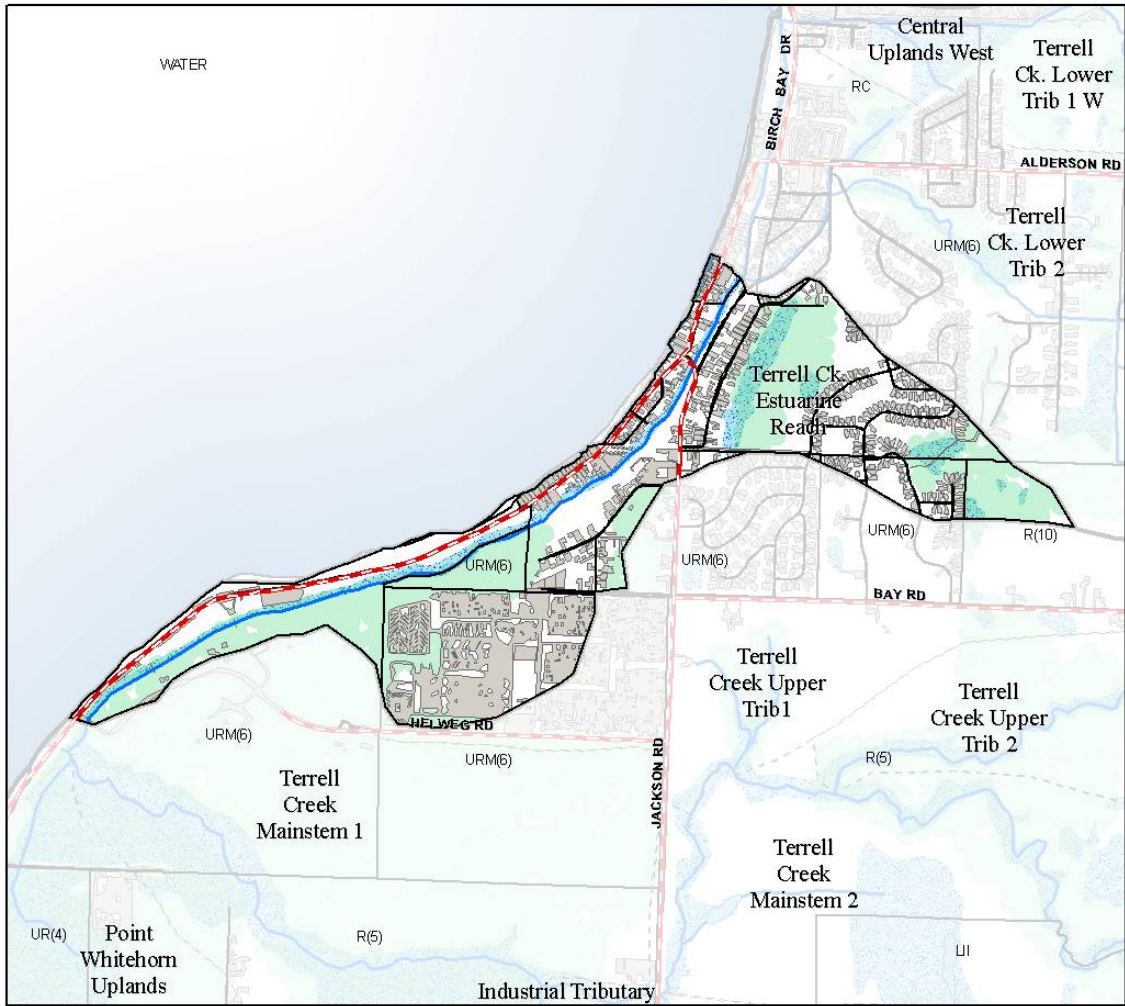 WATER
Central
Uplands West
Terrell
Ck. Lower
Trib 1 W
BIRCH BAY DR
RC
ALDERSON RD
Terrell
Ck. Lower
Trib 2
URM(6)
Terrell Ck.
Estuarine
Reach
URM(6)
URM(6)
URM(6)
R(10)
BAY RD
Terrell
Creek Upper
Trib1
Terrell
Creek Upper
Trib 2
HELWEG RD
URM(6)
URM(6)
R(5)
JACKSON RD
Terrell
Creek
Mainstem 1
Terrell
Creek
Mainstem 2
UR(4)
Point
Whitehorn
Uplands
R(5)
LII
Industrial Tributary